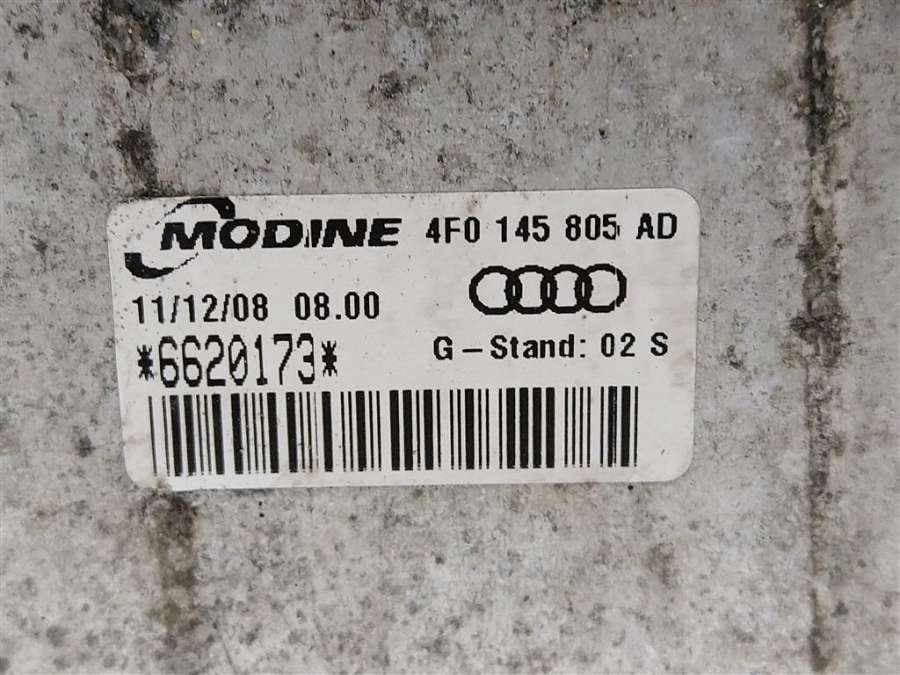 MODINE 4F0 145 805 AD
11/12/08 08.00
*6620173* G-Stand: 02 S